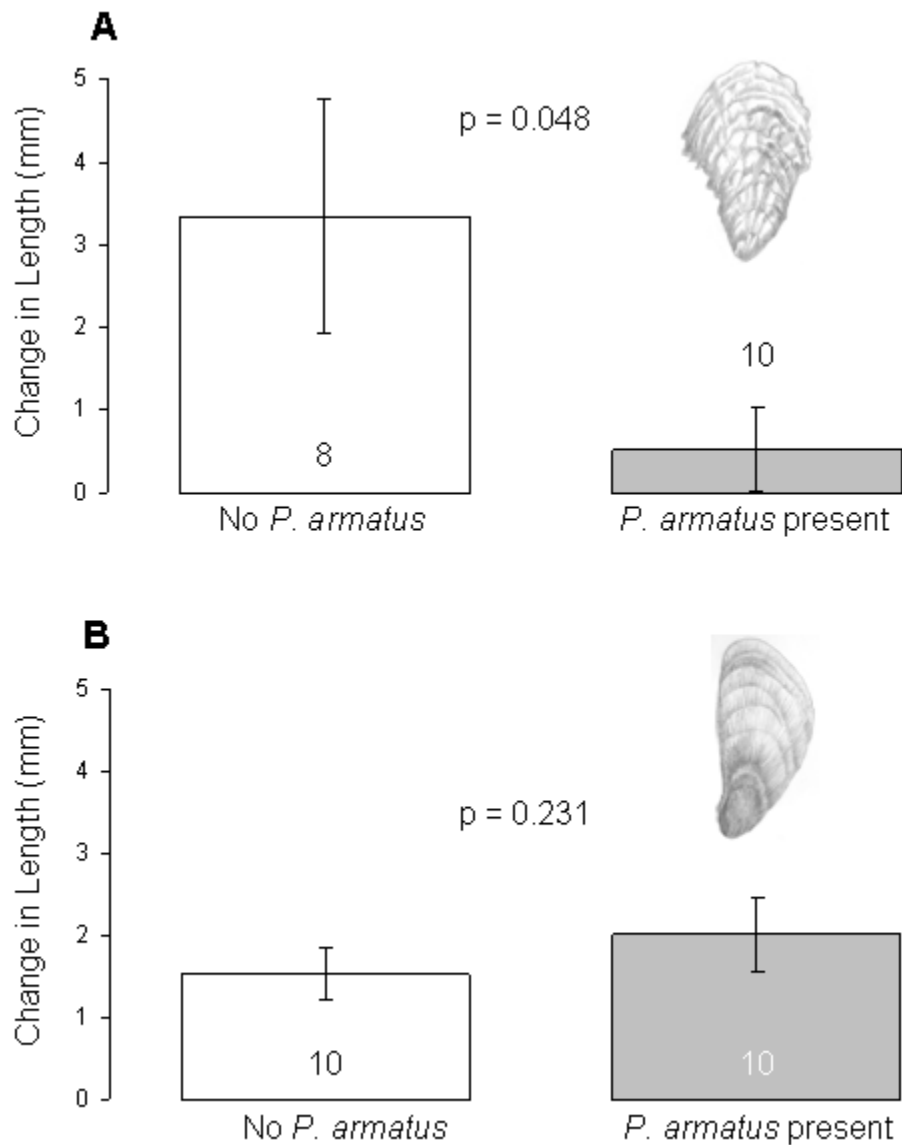 A
Change in Length (mm)
5
4
3
2
1
0
p = 0.048
8
10
No P. armatus
P. armatus present
B
Change in Length (mm)
5
4
3
2
1
0
p = 0.231
10
10
No P. armatus
P. armatus present